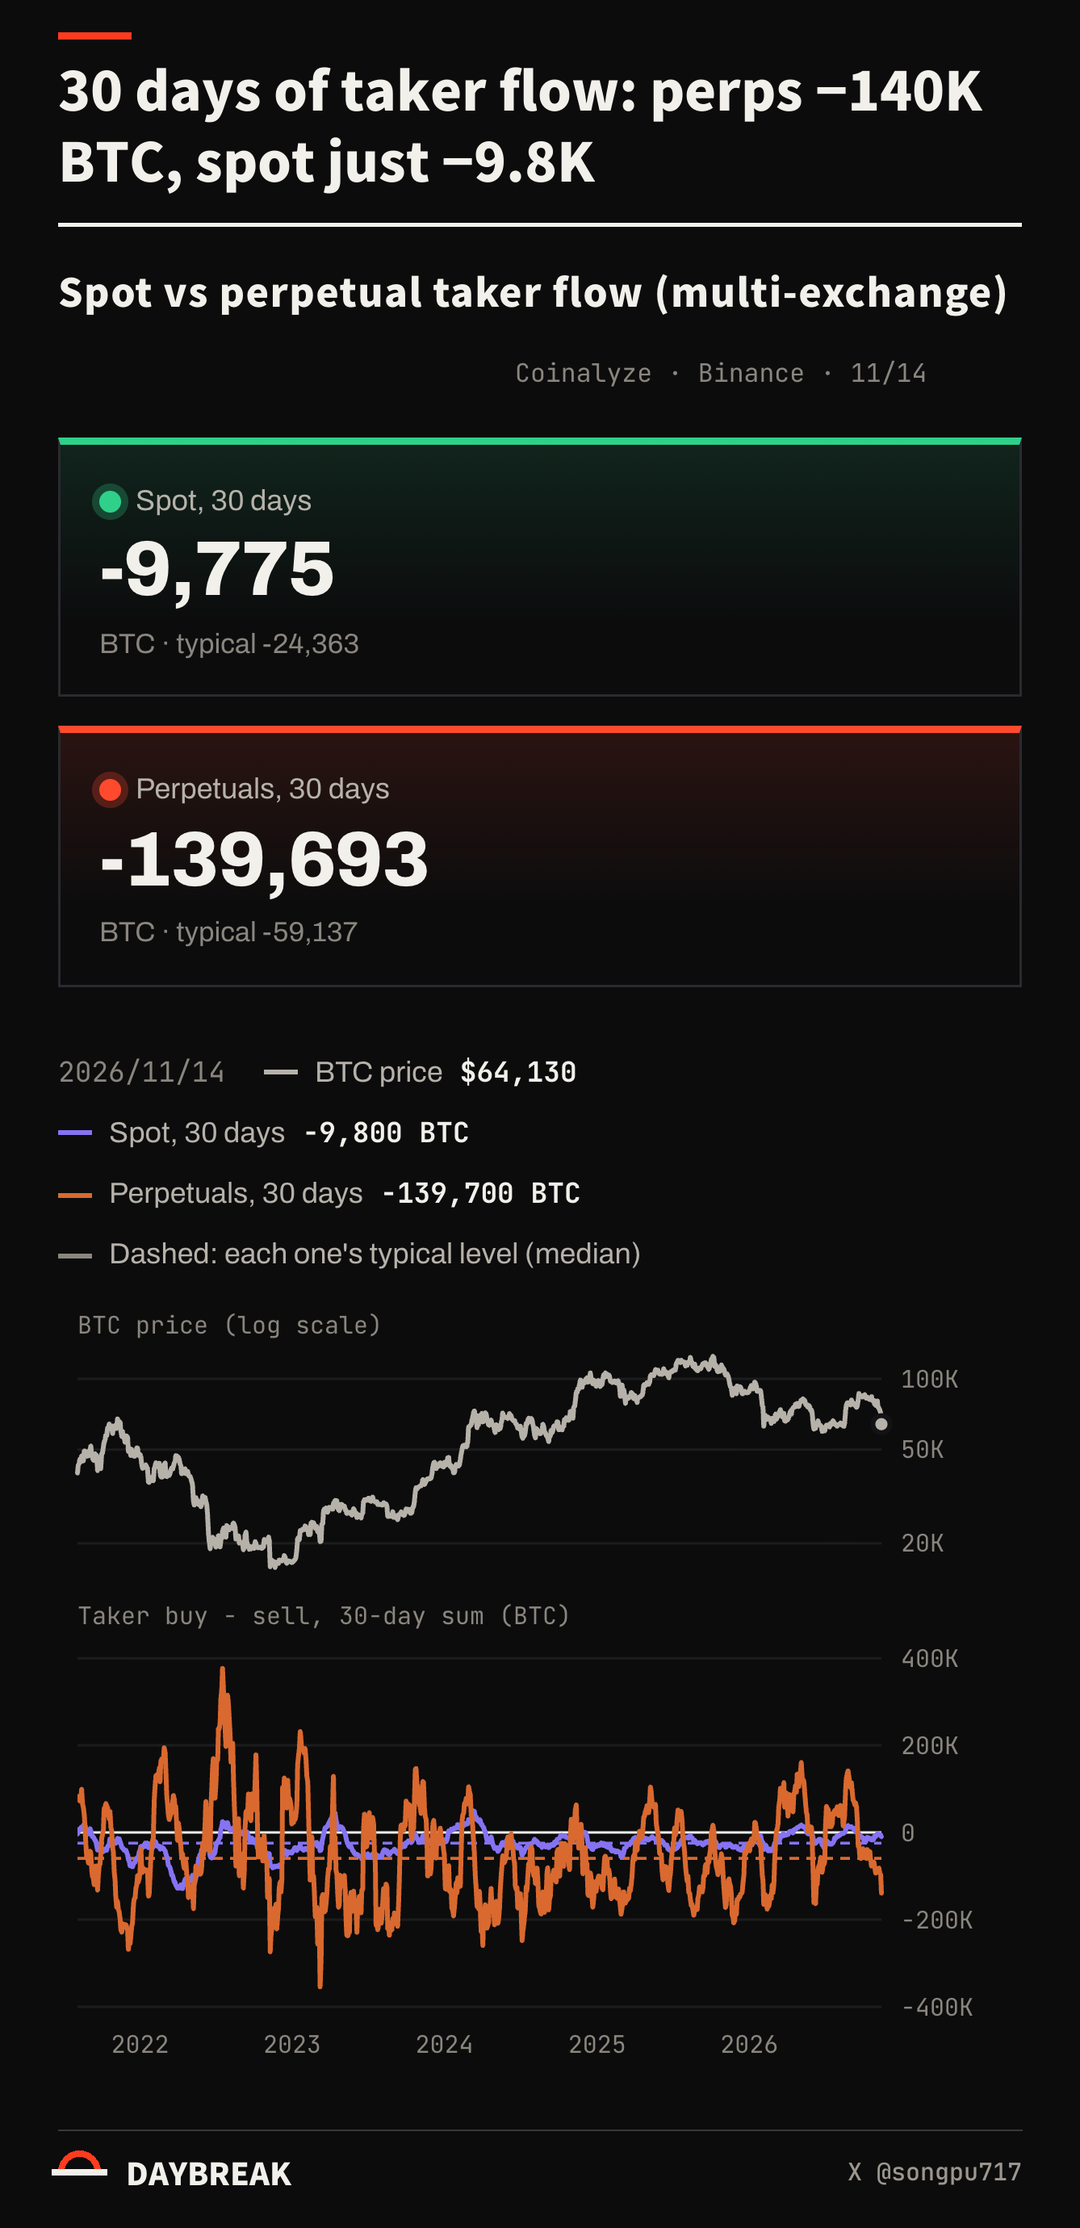 30 days of taker flow: perps −140K
BTC, spot just −9.8K
Spot vs perpetual taker flow (multi-exchange)
Coinalyze · Binance · 11/14
Spot, 30 days
-9,775
BTC · typical -24,363
Perpetuals, 30 days
-139,693
BTC · typical -59,137
2026/11/14 BTC price $64,130
Spot, 30 days -9,800 BTC
Perpetuals, 30 days -139,700 BTC
Dashed: each one's typical level (median)
BTC price (log scale)
100K
50K
20K
Taker buy - sell, 30-day sum (BTC)
400K
200K
0
-200K
-400K
2022 2023 2024 2025 2026
DAYBREAK X @songpu717